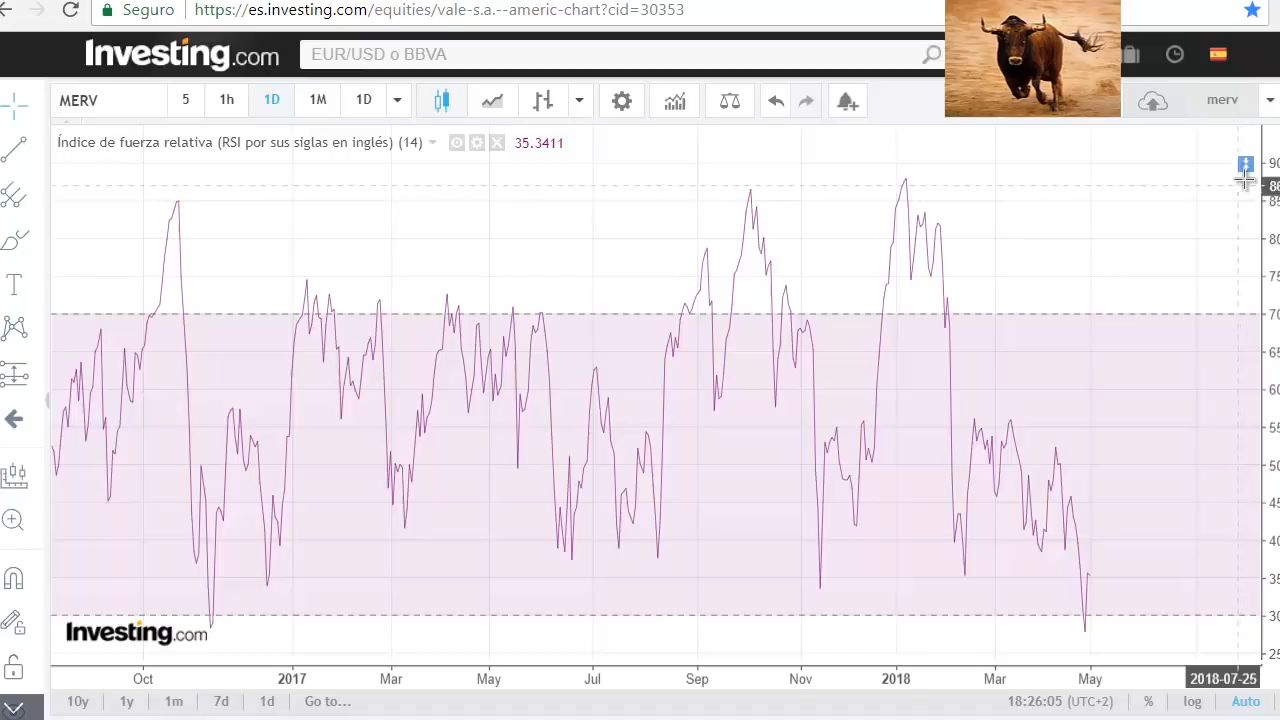 Seguro
https://es.investing.com/equities/vale-s.a.--americ-chart?cid=30353
Investing.com
EUR/USD o BBVA
MERV 5 1h 1D 1M 1D merv
Índice de fuerza relativa (RSI por sus siglas en inglés) (14) 35.3411
90
88
85
80
75
70
65
60
55
50
45
40
35
30
25
Investing.com
Oct 2017 Mar May Jul Sep Nov 2018 Mar May 2018-07-25
10y 1y 1m 7d 1d Go to... 18:26:05 (UTC+2) % log Auto